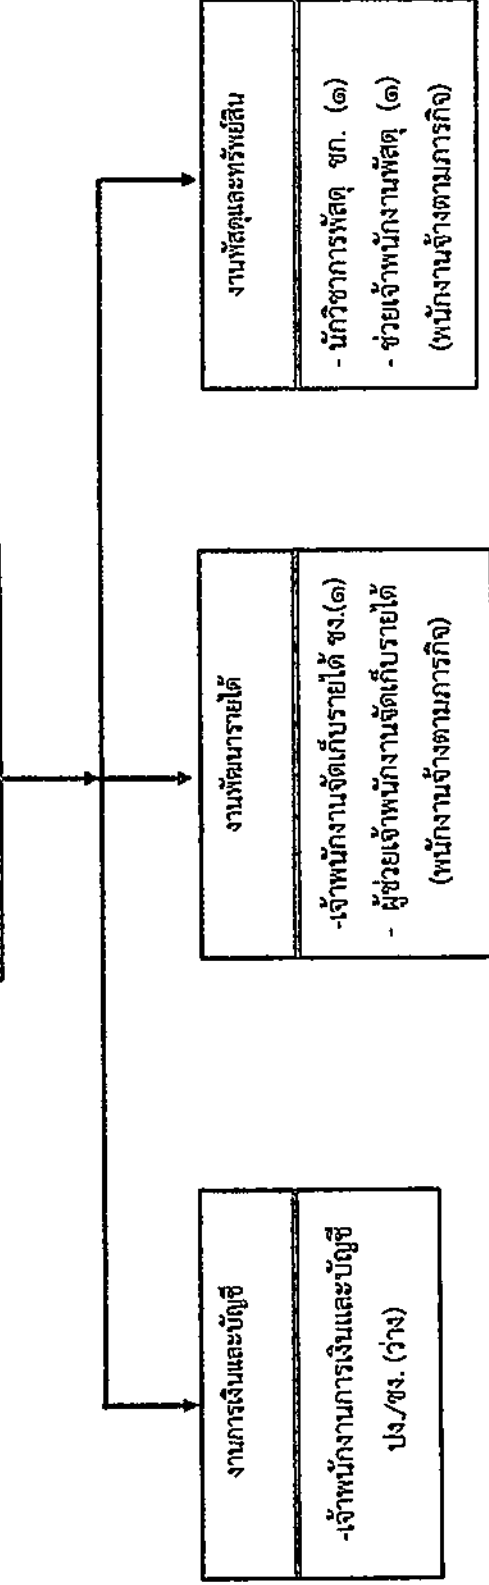 งานการเงินและบัญชี
-เจ้าพนักงานการเงินและบัญชี
ปง./ชง. (ว่าง)
งานพัฒนารายได้
-เจ้าพนักงานจัดเก็บรายได้ ชง.(๑)
- ผู้ช่วยเจ้าพนักงานจัดเก็บรายได้
(พนักงานจ้างตามภารกิจ)
งานพัสดุและทรัพย์สิน
- นักวิชาการพัสดุ ชก. (๑)
- ช่วยเจ้าพนักงานพัสดุ (๑)
(พนักงานจ้างตามภารกิจ)